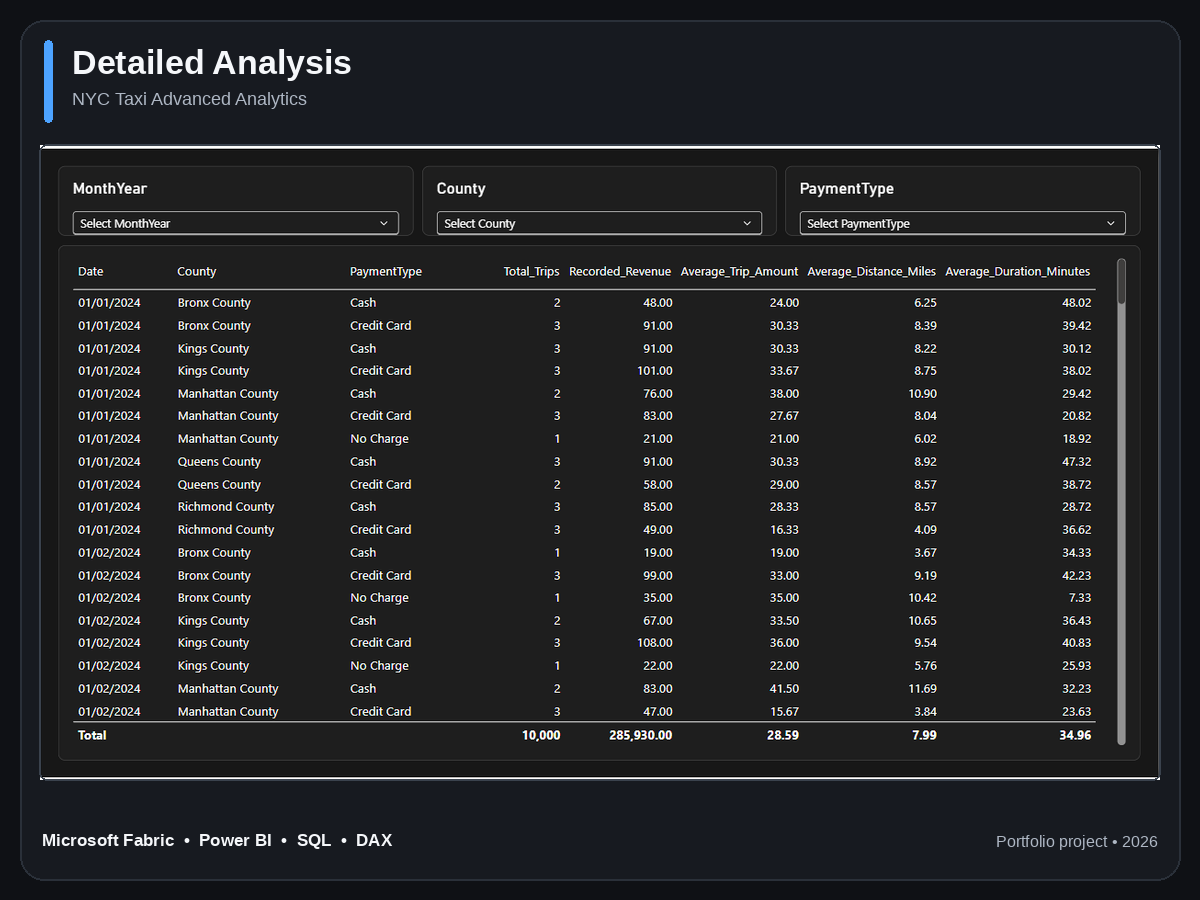 Detailed Analysis
NYC Taxi Advanced Analytics
MonthYear County PaymentType
Select MonthYear Select County Select PaymentType
Date County PaymentType Total_Trips Recorded_Revenue Average_Trip_Amount Average_Distance_Miles Average_Duration_Minutes
01/01/2024 Bronx County Cash 2 48.00 24.00 6.25 48.02
01/01/2024 Bronx County Credit Card 3 91.00 30.33 8.39 39.42
01/01/2024 Kings County Cash 3 91.00 30.33 8.22 30.12
01/01/2024 Kings County Credit Card 3 101.00 33.67 8.75 38.02
01/01/2024 Manhattan County Cash 2 76.00 38.00 10.90 29.42
01/01/2024 Manhattan County Credit Card 3 83.00 27.67 8.04 20.82
01/01/2024 Manhattan County No Charge 1 21.00 21.00 6.02 18.92
01/01/2024 Queens County Cash 3 91.00 30.33 8.92 47.32
01/01/2024 Queens County Credit Card 2 58.00 29.00 8.57 38.72
01/01/2024 Richmond County Cash 3 85.00 28.33 8.57 28.72
01/01/2024 Richmond County Credit Card 3 49.00 16.33 4.09 36.62
01/02/2024 Bronx County Cash 1 19.00 19.00 3.67 34.33
01/02/2024 Bronx County Credit Card 3 99.00 33.00 9.19 42.23
01/02/2024 Bronx County No Charge 1 35.00 35.00 10.42 7.33
01/02/2024 Kings County Cash 2 67.00 33.50 10.65 36.43
01/02/2024 Kings County Credit Card 3 108.00 36.00 9.54 40.83
01/02/2024 Kings County No Charge 1 22.00 22.00 5.76 25.93
01/02/2024 Manhattan County Cash 2 83.00 41.50 11.69 32.23
01/02/2024 Manhattan County Credit Card 3 47.00 15.67 3.84 23.63
Total 10,000 285,930.00 28.59 7.99 34.96
Microsoft Fabric • Power BI • SQL • DAX
Portfolio project • 2026